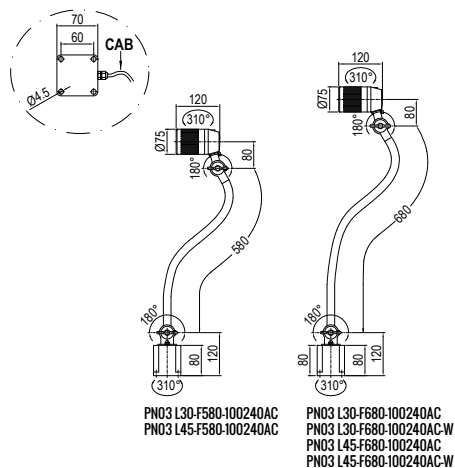 70
60
CAB
Ø4.5
120
310°
Ø75
80
180°
580
180°
80
120
310°
120
310°
Ø75
80
180°
680
180°
80
80
120
310°
PN03 L30-F580-100240AC
PN03 L45-F580-100240AC
PN03 L30-F680-100240AC
PN03 L30-F680-100240AC-W
PN03 L45-F680-100240AC
PN03 L45-F680-100240AC-W